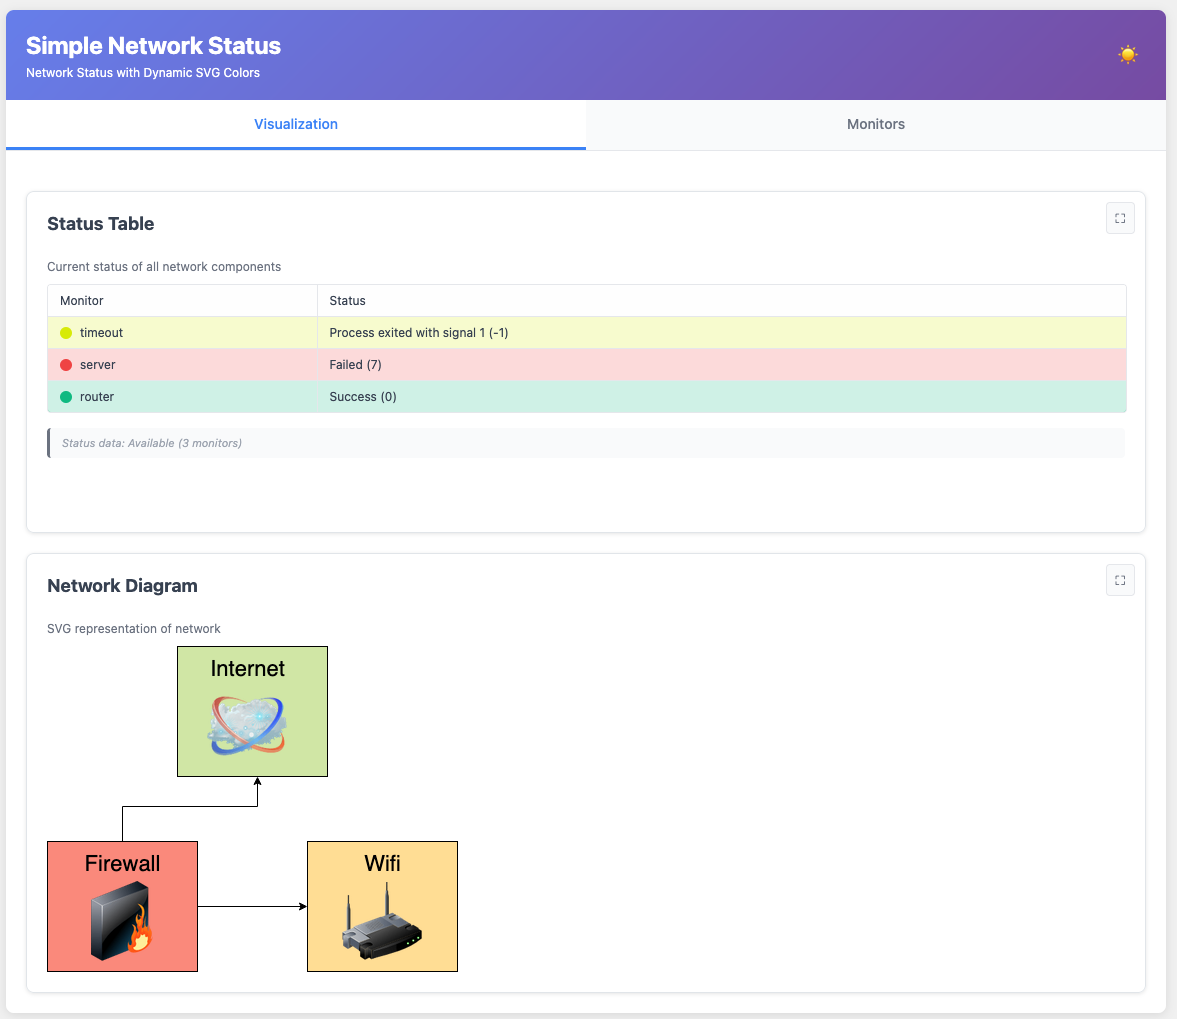 Simple Network Status
Network Status with Dynamic SVG Colors
Visualization
Monitors
Status Table
Current status of all network components
Monitor Status
timeout Process exited with signal 1 (-1)
server Failed (7)
router Success (0)
Status data: Available (3 monitors)
Network Diagram
SVG representation of network
Internet
Firewall
Wifi